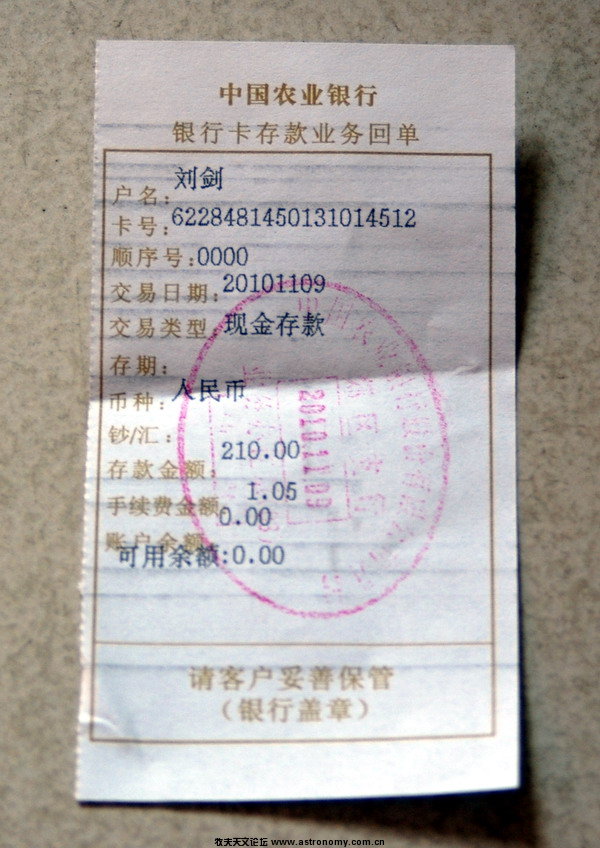 中国农业银行
银行卡存款业务回单
户名:刘剑
卡号:6228481450131014512
顺序号:0000
交易日期:20101109
交易类型:现金存款
存期:
币种:人民币
钞/汇:
存款金额:210.00
手续费金额 1.05
账户余额 0.00
可用余额:0.00
2010.11.09
请客户妥善保管
(银行盖章)
牧夫天文论坛 www.astronomy.com.cn